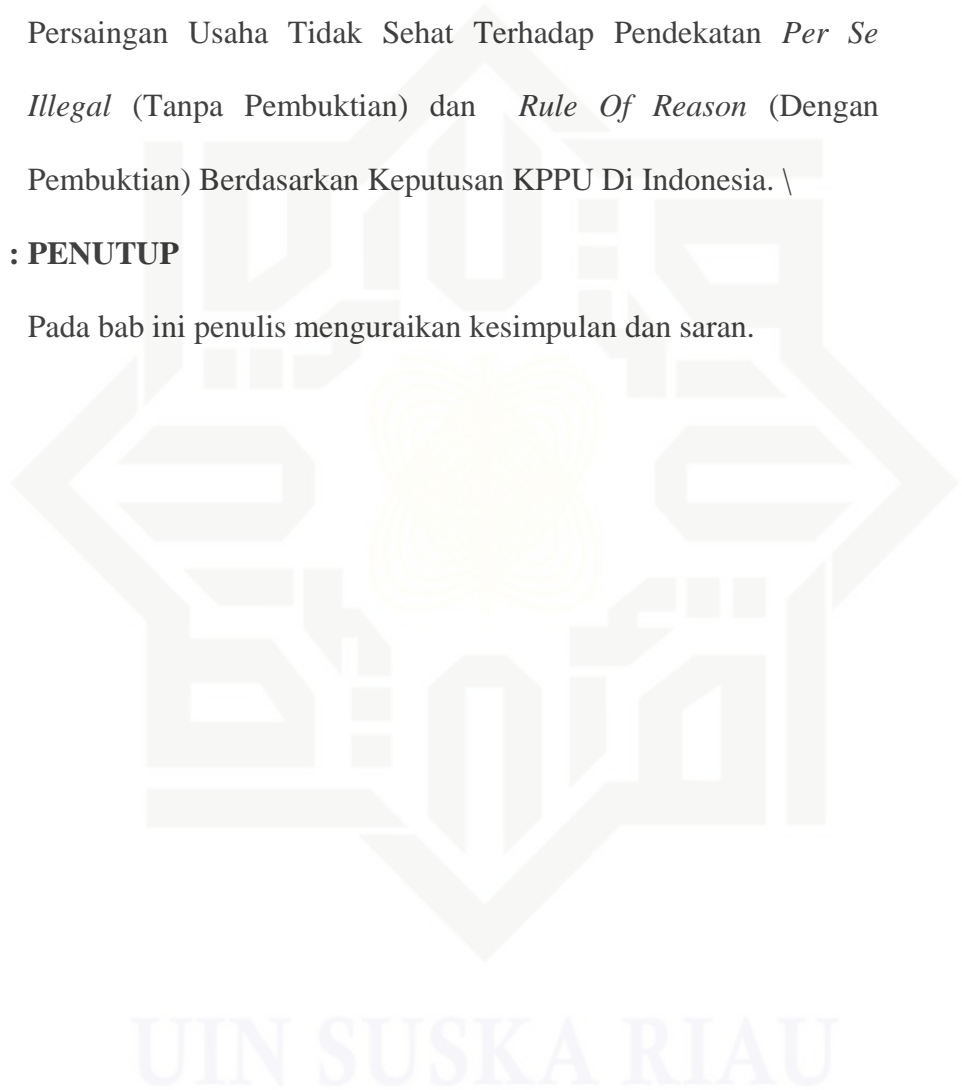 Persaingan Usaha Tidak Sehat Terhadap Pendekatan Per Se
Illegal (Tanpa Pembuktian) dan Rule Of Reason (Dengan
Pembuktian) Berdasarkan Keputusan KPPU Di Indonesia. \
: PENUTUP
Pada bab ini penulis menguraikan kesimpulan dan saran.
UIN SUSKA RIAU